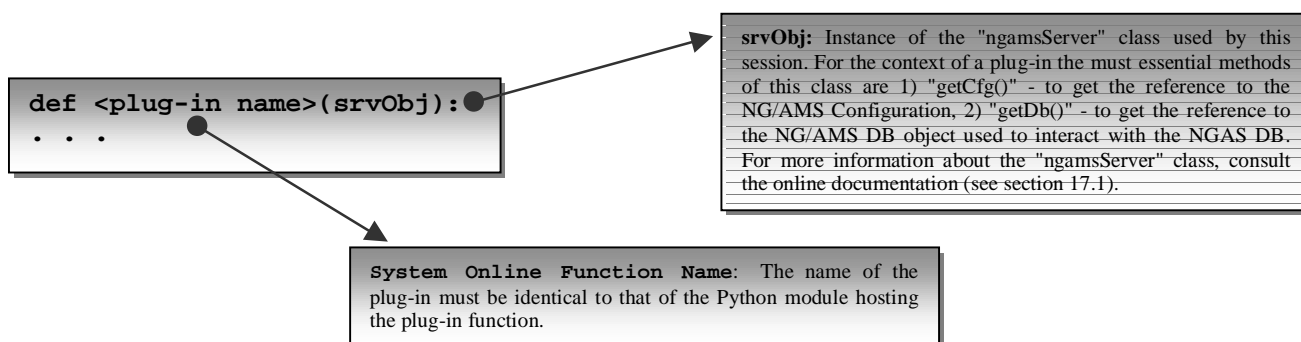 def <plug-in name>(srvObj):
. . .
srvObj: Instance of the "ngamsServer" class used by this
session. For the context of a plug-in the must essential methods
of this class are 1) "getCfg()" - to get the reference to the
NG/AMS Configuration, 2) "getDb()" - to get the reference to
the NG/AMS DB object used to interact with the NGAS DB.
For more information about the "ngamsServer" class, consult
the online documentation (see section 17.1).
System Online Function Name: The name of the
plug-in must be identical to that of the Python module hosting
the plug-in function.